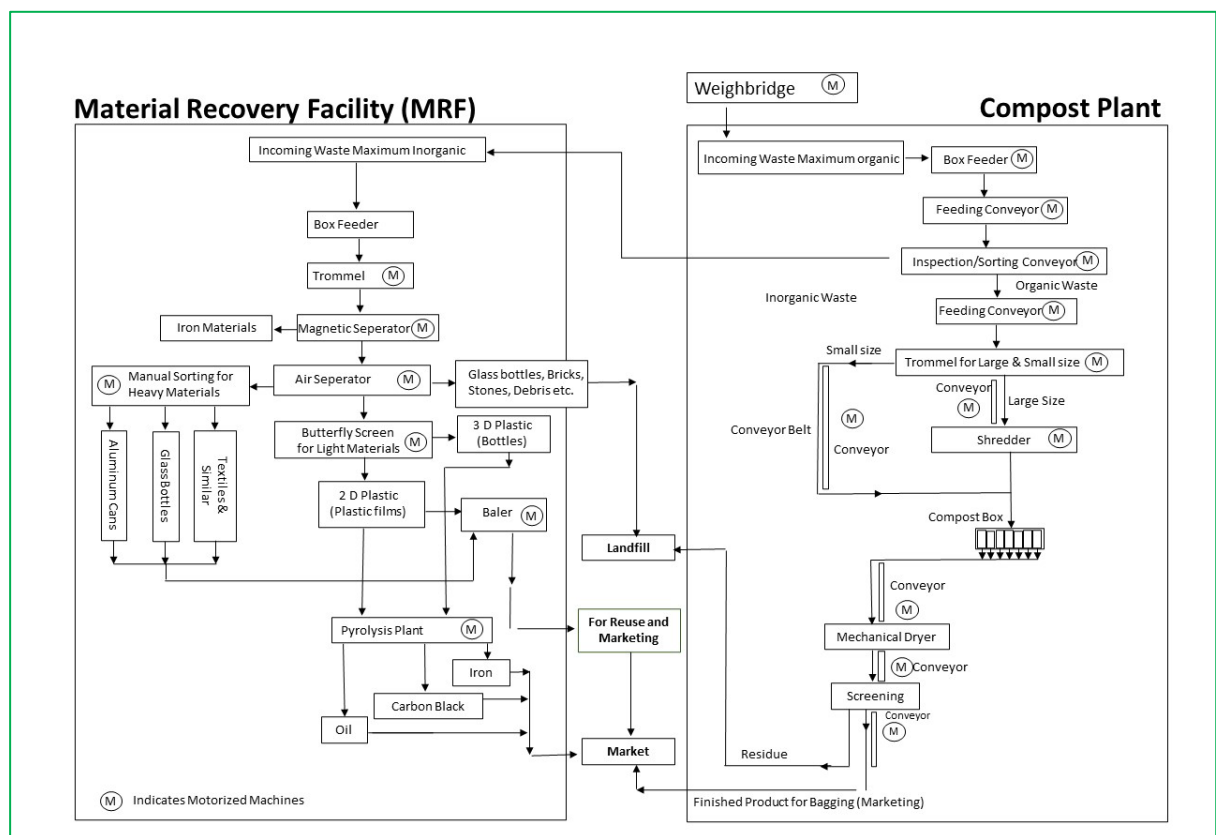 Material Recovery Facility (MRF)
Weighbridge M
Compost Plant
Incoming Waste Maximum Inorganic
Box Feeder
Trommel M
Iron Materials
Magnetic Seperator M
M Manual Sorting for
Heavy Materials
Air Seperator M
Glass bottles, Bricks,
Stones, Debris etc.
Butterfly Screen
for Light Materials M
3 D Plastic
(Bottles)
Aluminum Cans
Glass Bottles
Textiles &
Similar
2 D Plastic
(Plastic films)
Baler M
Landfill
Pyrolysis Plant M
For Reuse and
Marketing
Iron
Carbon Black
Oil
Market
M Indicates Motorized Machines
Incoming Waste Maximum organic
Box Feeder M
Feeding Conveyor M
Inspection/Sorting Conveyor M
Organic Waste
Inorganic Waste
Feeding Conveyor M
Small size
Trommel for Large & Small size M
Conveyor
M
Large Size
M
Conveyor Belt
Conveyor
Shredder M
Compost Box
Conveyor
M
Mechanical Dryer
M Conveyor
Screening
Conveyor
M
Residue
Finished Product for Bagging (Marketing)